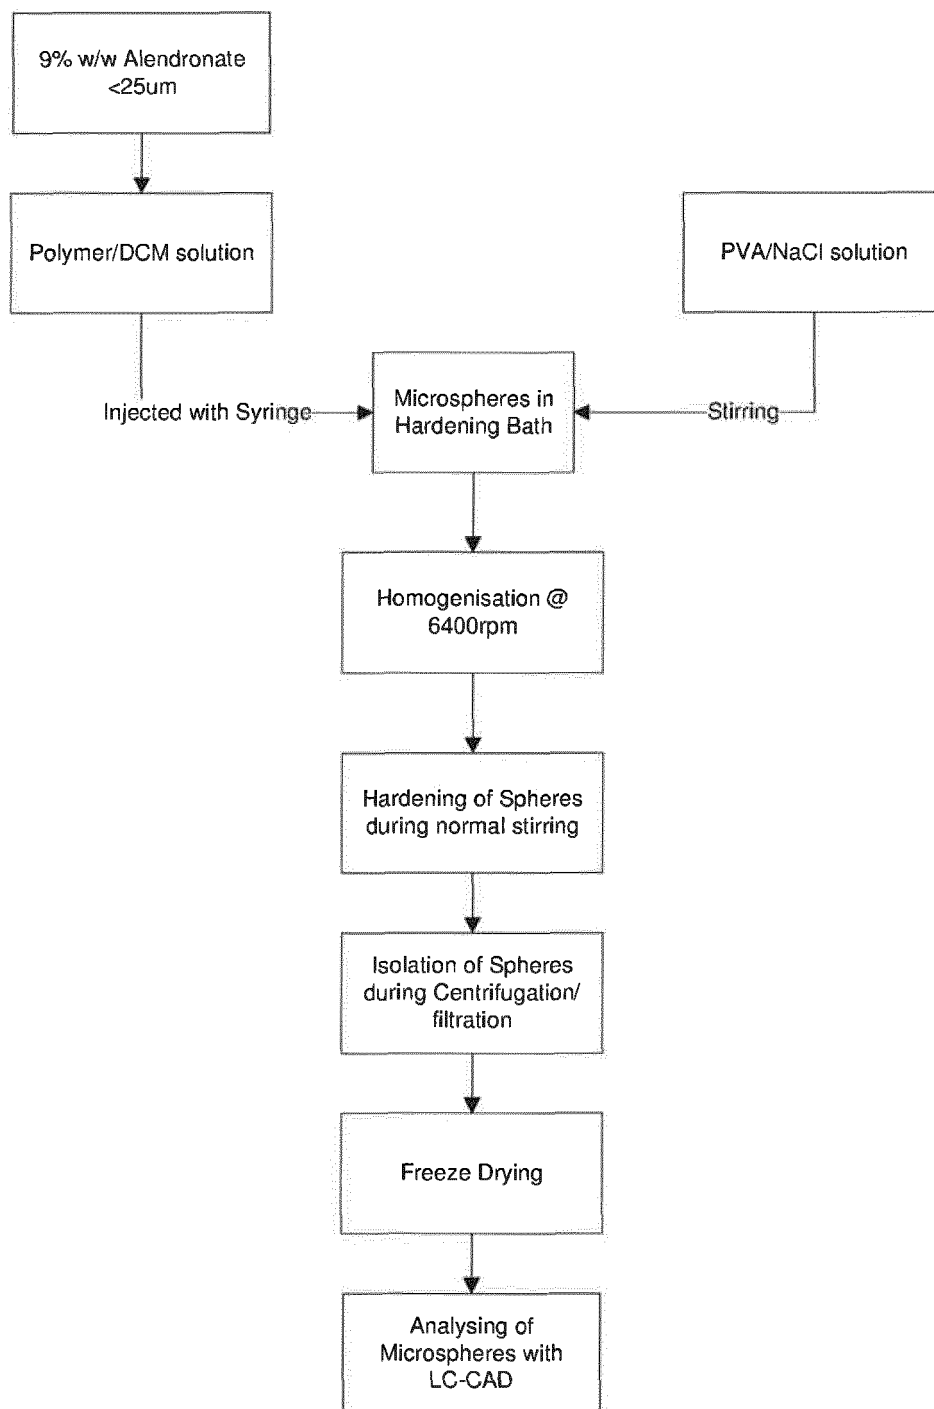 9% w/w Alendronate
<25um
Polymer/DCM solution
PVA/NaCl solution
Injected with Syringe
Microspheres in
Hardening Bath
Stirring
Homogenisation @
6400rpm
Hardening of Spheres
during normal stirring
Isolation of Spheres
during Centrifugation/
filtration
Freeze Drying
Analysing of
Microspheres with
LC-CAD